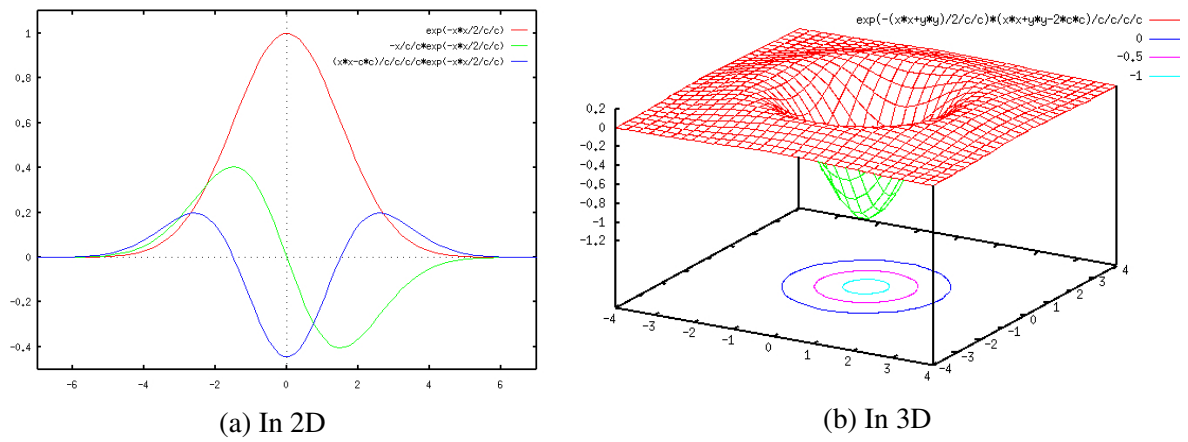 exp(-x*x/2/c/c)
-x/c/c*exp(-x*x/2/c/c)
(x*x-c*c)/c/c/c/c*exp(-x*x/2/c/c)
1
0.8
0.6
0.4
0.2
0
-0.2
-0.4
-6 -4 -2 0 2 4 6
(a) In 2D
exp(-(x*x+y*y)/2/c/c)*(x*x+y*y-2*c*c)/c/c/c/c
0
-0.5
-1
0.2
0
-0.2
-0.4
-0.6
-0.8
-1
-1.2
-4 -3 -2 -1 0 1 2 3 4
-4 -3 -2 -1 0 1 2 3 4
(b) In 3D